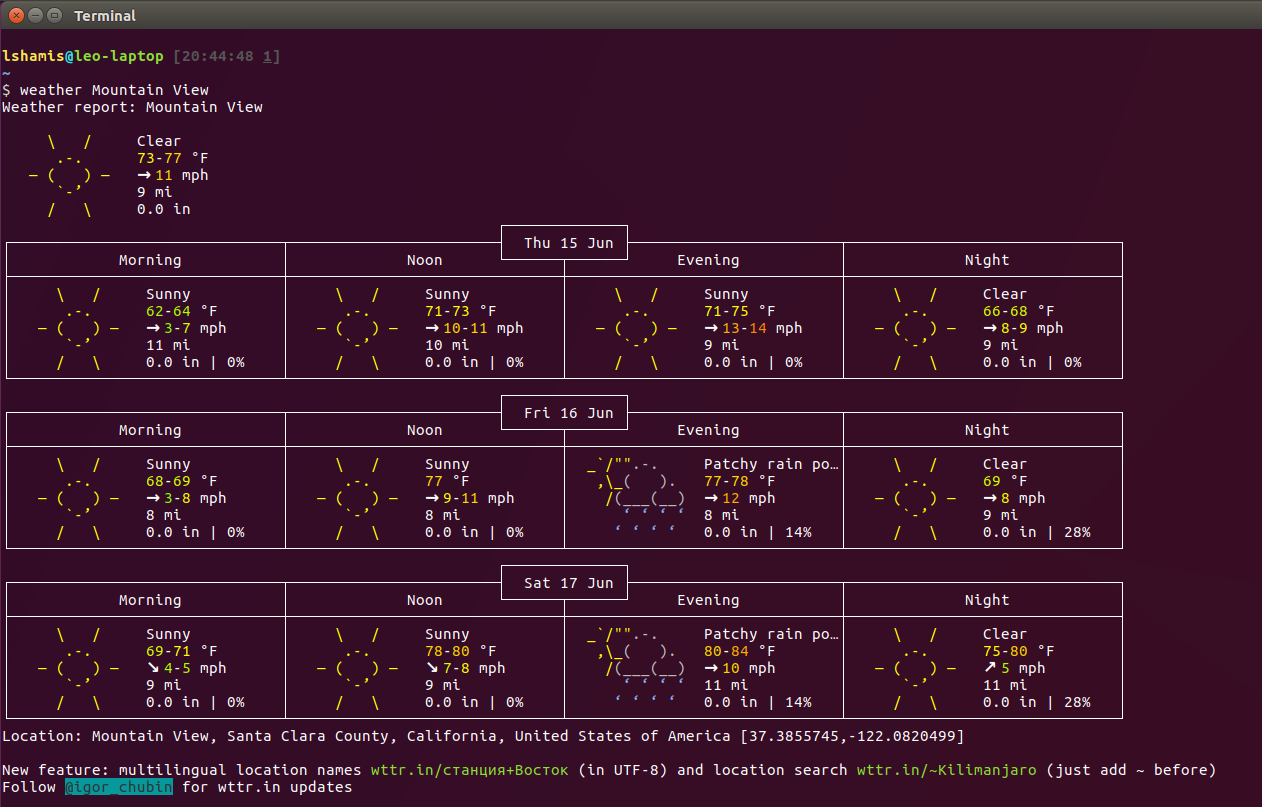 Terminal
lshamis@leo-laptop [20:44:48 1]
~
$ weather Mountain View
Weather report: Mountain View
\ / Clear
.-. 73-77 °F
― ( ) ― → 11 mph
`-’ 9 mi
/ \ 0.0 in
Thu 15 Jun
Morning Noon Evening Night
\ / Sunny \ / Sunny \ / Sunny \ / Clear
.-. 62-64 °F .-. 71-73 °F .-. 71-75 °F .-. 66-68 °F
― ( ) ― → 3-7 mph ― ( ) ― → 10-11 mph ― ( ) ― → 13-14 mph ― ( ) ― → 8-9 mph
`-’ 11 mi `-’ 10 mi `-’ 9 mi `-’ 9 mi
/ \ 0.0 in | 0% / \ 0.0 in | 0% / \ 0.0 in | 0% / \ 0.0 in | 0%
Fri 16 Jun
Morning Noon Evening Night
\ / Sunny \ / Sunny _`/"".-. Patchy rain po… \ / Clear
.-. 68-69 °F .-. 77 °F ,\_( ). 77-78 °F .-. 69 °F
― ( ) ― → 3-8 mph ― ( ) ― → 9-11 mph /(___(__) → 12 mph ― ( ) ― → 8 mph
`-’ 8 mi `-’ 8 mi ‘ ‘ ‘ ‘ 8 mi `-’ 9 mi
/ \ 0.0 in | 0% / \ 0.0 in | 0% ‘ ‘ ‘ ‘ 0.0 in | 14% / \ 0.0 in | 28%
Sat 17 Jun
Morning Noon Evening Night
\ / Sunny \ / Sunny _`/"".-. Patchy rain po… \ / Clear
.-. 69-71 °F .-. 78-80 °F ,\_( ). 80-84 °F .-. 75-80 °F
― ( ) ― ↘ 4-5 mph ― ( ) ― ↘ 7-8 mph /(___(__) → 10 mph ― ( ) ― ↗ 5 mph
`-’ 9 mi `-’ 9 mi ‘ ‘ ‘ ‘ 11 mi `-’ 11 mi
/ \ 0.0 in | 0% / \ 0.0 in | 0% ‘ ‘ ‘ ‘ 0.0 in | 14% / \ 0.0 in | 28%
Location: Mountain View, Santa Clara County, California, United States of America [37.3855745,-122.0820499]
New feature: multilingual location names wttr.in/станция+Восток (in UTF-8) and location search wttr.in/~Kilimanjaro (just add ~ before)
Follow @igor_chubin for wttr.in updates